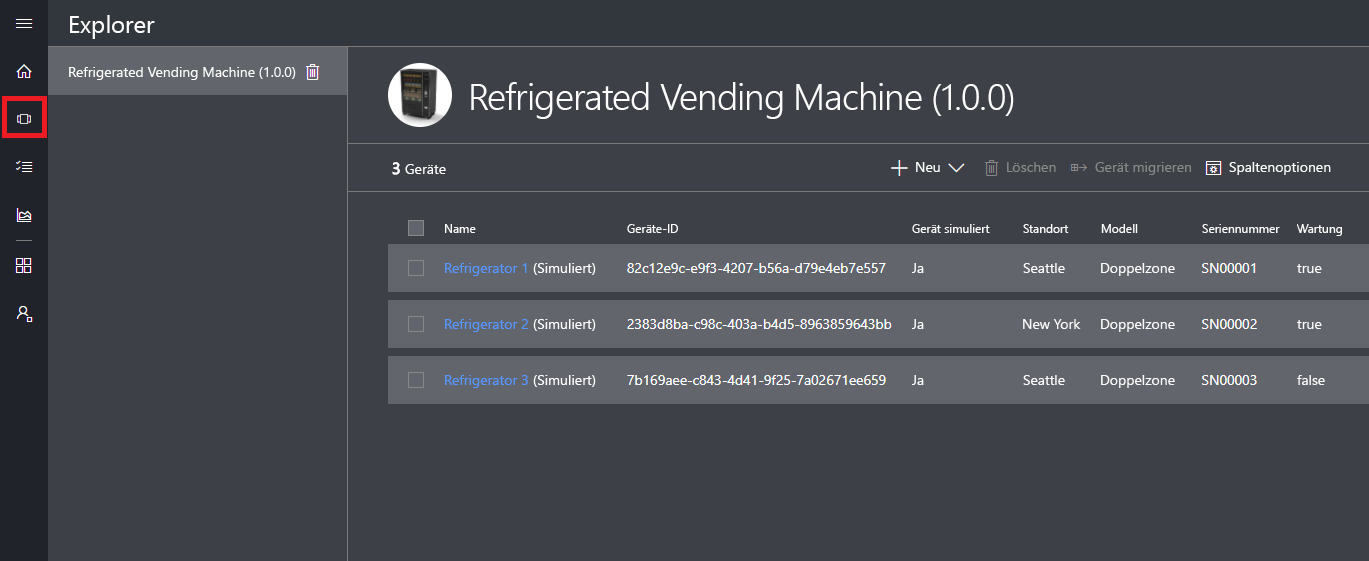 Explorer
Refrigerated Vending Machine (1.0.0)
Refrigerated Vending Machine (1.0.0)
3 Geräte
Neu Löschen Gerät migrieren Spaltenoptionen
Name Geräte-ID Gerät simuliert Standort Modell Seriennummer Wartung
Refrigerator 1 (Simuliert) 82c12e9c-e9f3-4207-b56a-d79e4eb7e557 Ja Seattle Doppelzone SN00001 true
Refrigerator 2 (Simuliert) 2383d8ba-c98c-403a-b4d5-8963859643bb Ja New York Doppelzone SN00002 true
Refrigerator 3 (Simuliert) 7b169aee-c843-4d41-9f25-7a02671ee659 Ja Seattle Doppelzone SN00003 false